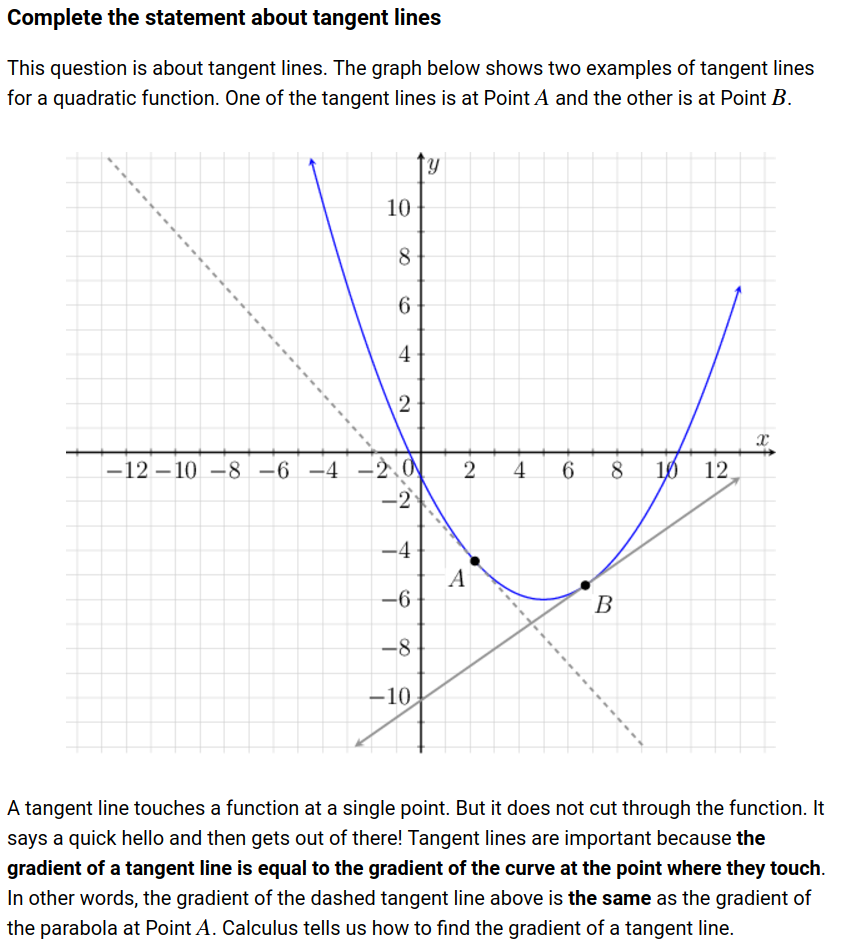 Complete the statement about tangent lines
This question is about tangent lines. The graph below shows two examples of tangent lines
for a quadratic function. One of the tangent lines is at Point A and the other is at Point B.
y
10
8
6
4
2
x
−12 −10 −8 −6 −4 −2 0 2 4 6 8 10 12
−2
−4
A
−6
B
−8
−10
A tangent line touches a function at a single point. But it does not cut through the function. It
says a quick hello and then gets out of there! Tangent lines are important because the
gradient of a tangent line is equal to the gradient of the curve at the point where they touch.
In other words, the gradient of the dashed tangent line above is the same as the gradient of
the parabola at Point A. Calculus tells us how to find the gradient of a tangent line.